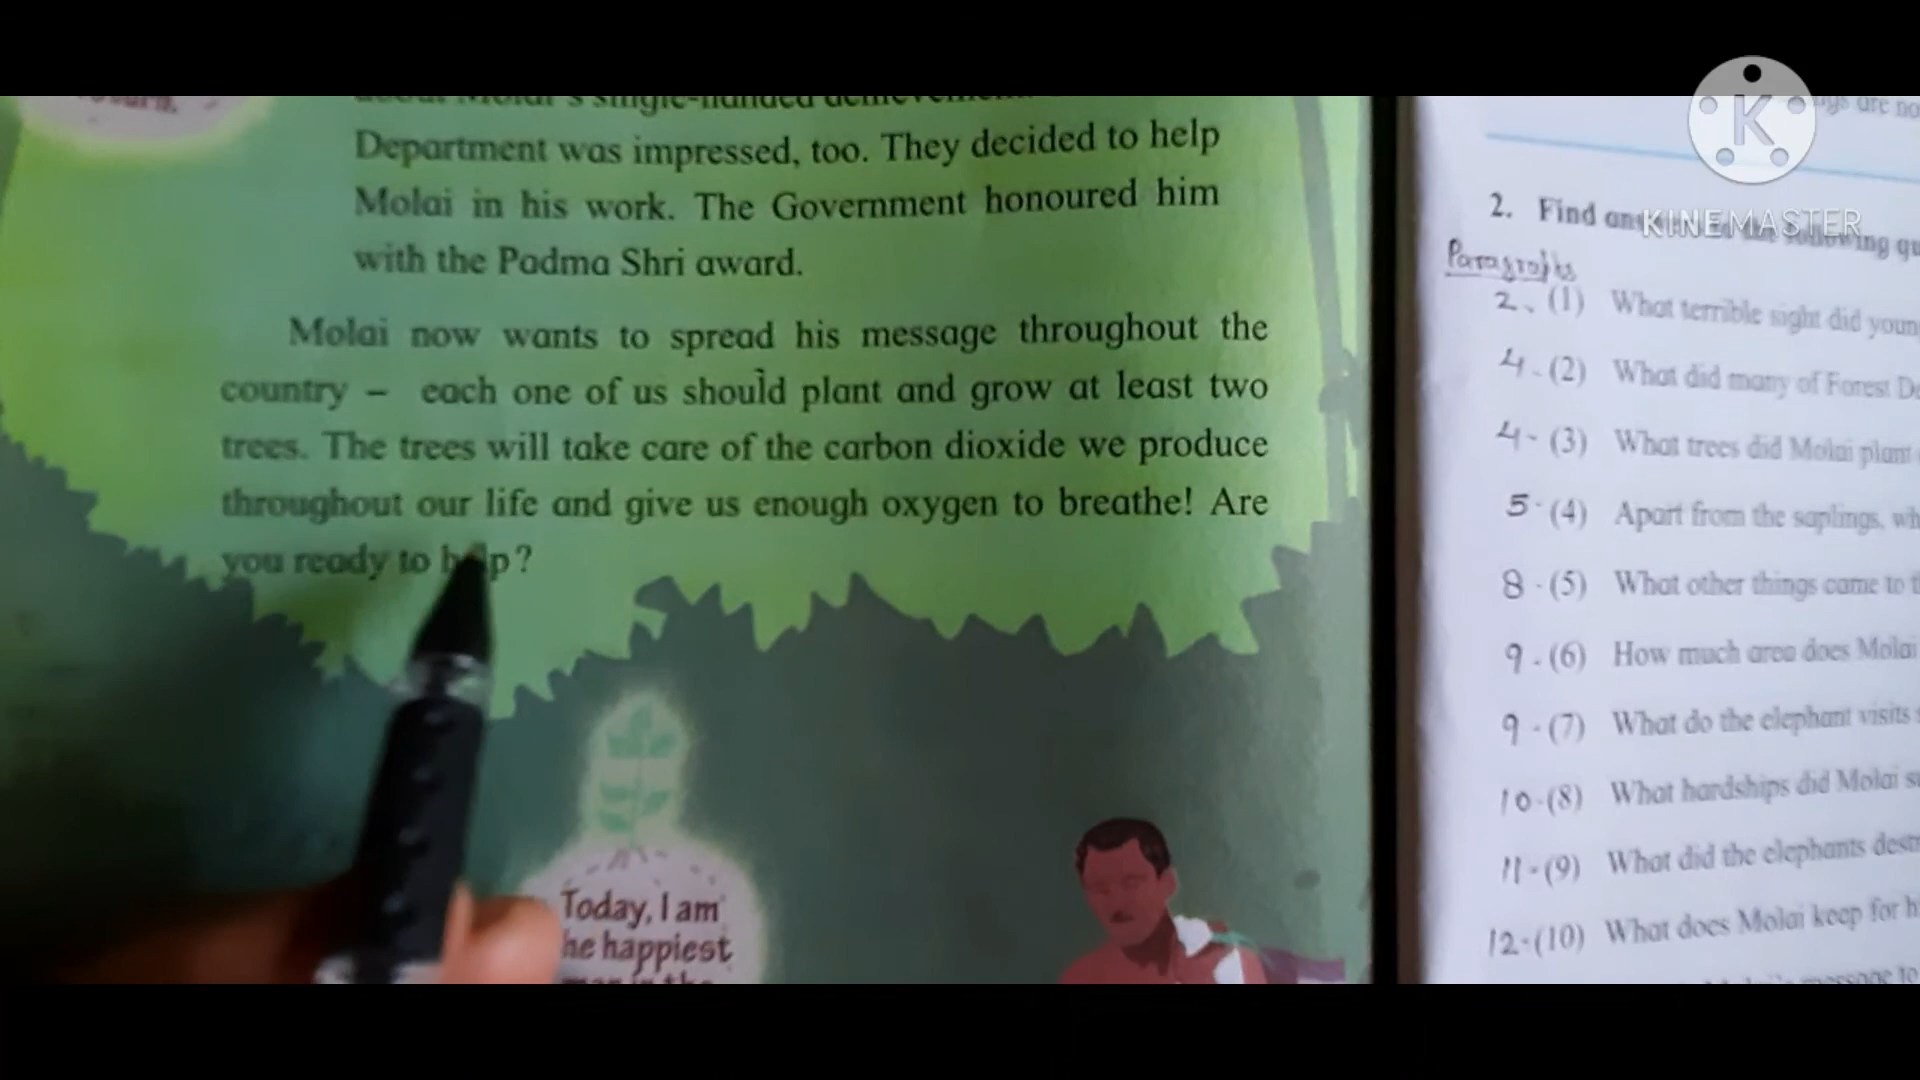 Department was impressed, too. They decided to help
Molai in his work. The Government honoured him
with the Padma Shri award.
Molai now wants to spread his message throughout the
country – each one of us should plant and grow at least two
trees. The trees will take care of the carbon dioxide we produce
throughout our life and give us enough oxygen to breathe! Are
you ready to help?
Today, I am
he happiest
K
KINEMASTER
are
2. Find
Paragraphs
2. (1) What terrible sight did
4-(2) What did many of Forest
4-(3) What trees did Molai plant
5-(4) Apart from the saplings,
8-(5) What other things came to
9-(6) How much area does Molai
9-(7) What do the elephant visits
10-(8) What hardships did Molai
11-(9) What did the elephants
12-(10) What does Molai keep for